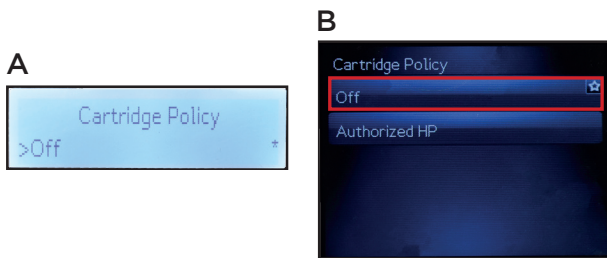 A
Cartridge Policy
>Off *
B
Cartridge Policy
Off
Authorized HP